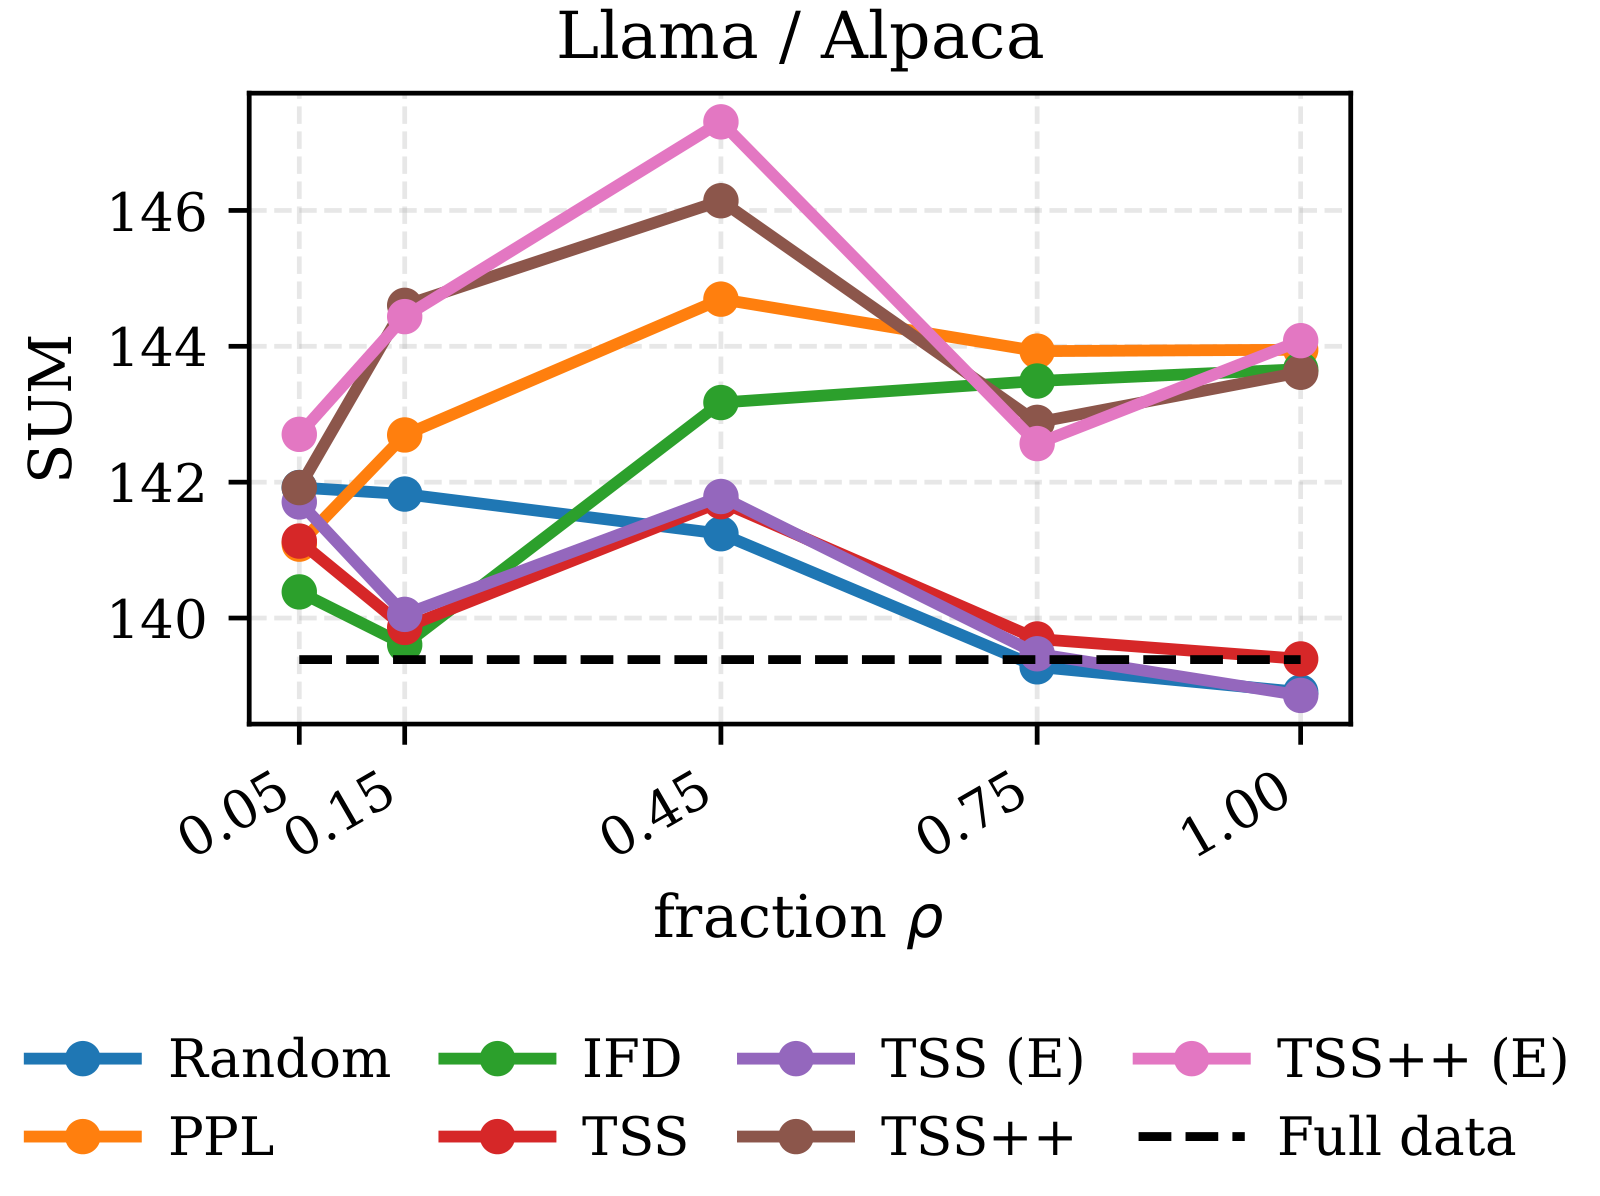 Llama / Alpaca
SUM
146
144
142
140
0.05
0.15
0.45
0.75
1.00
fraction ρ
Random
IFD
TSS (E)
TSS++ (E)
PPL
TSS
TSS++
Full data